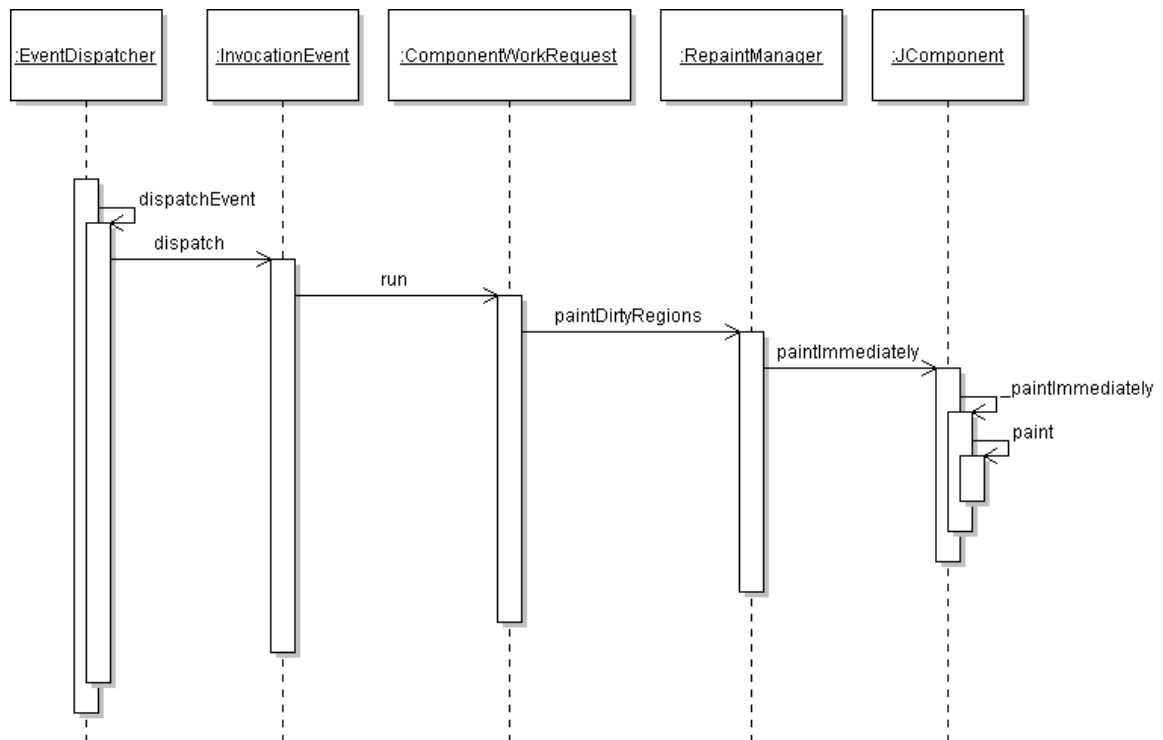 :EventDispatcher
:InvocationEvent
:ComponentWorkRequest
:RepaintManager
:JComponent
dispatchEvent
dispatch
run
paintDirtyRegions
paintImmediately
_paintImmediately
paint